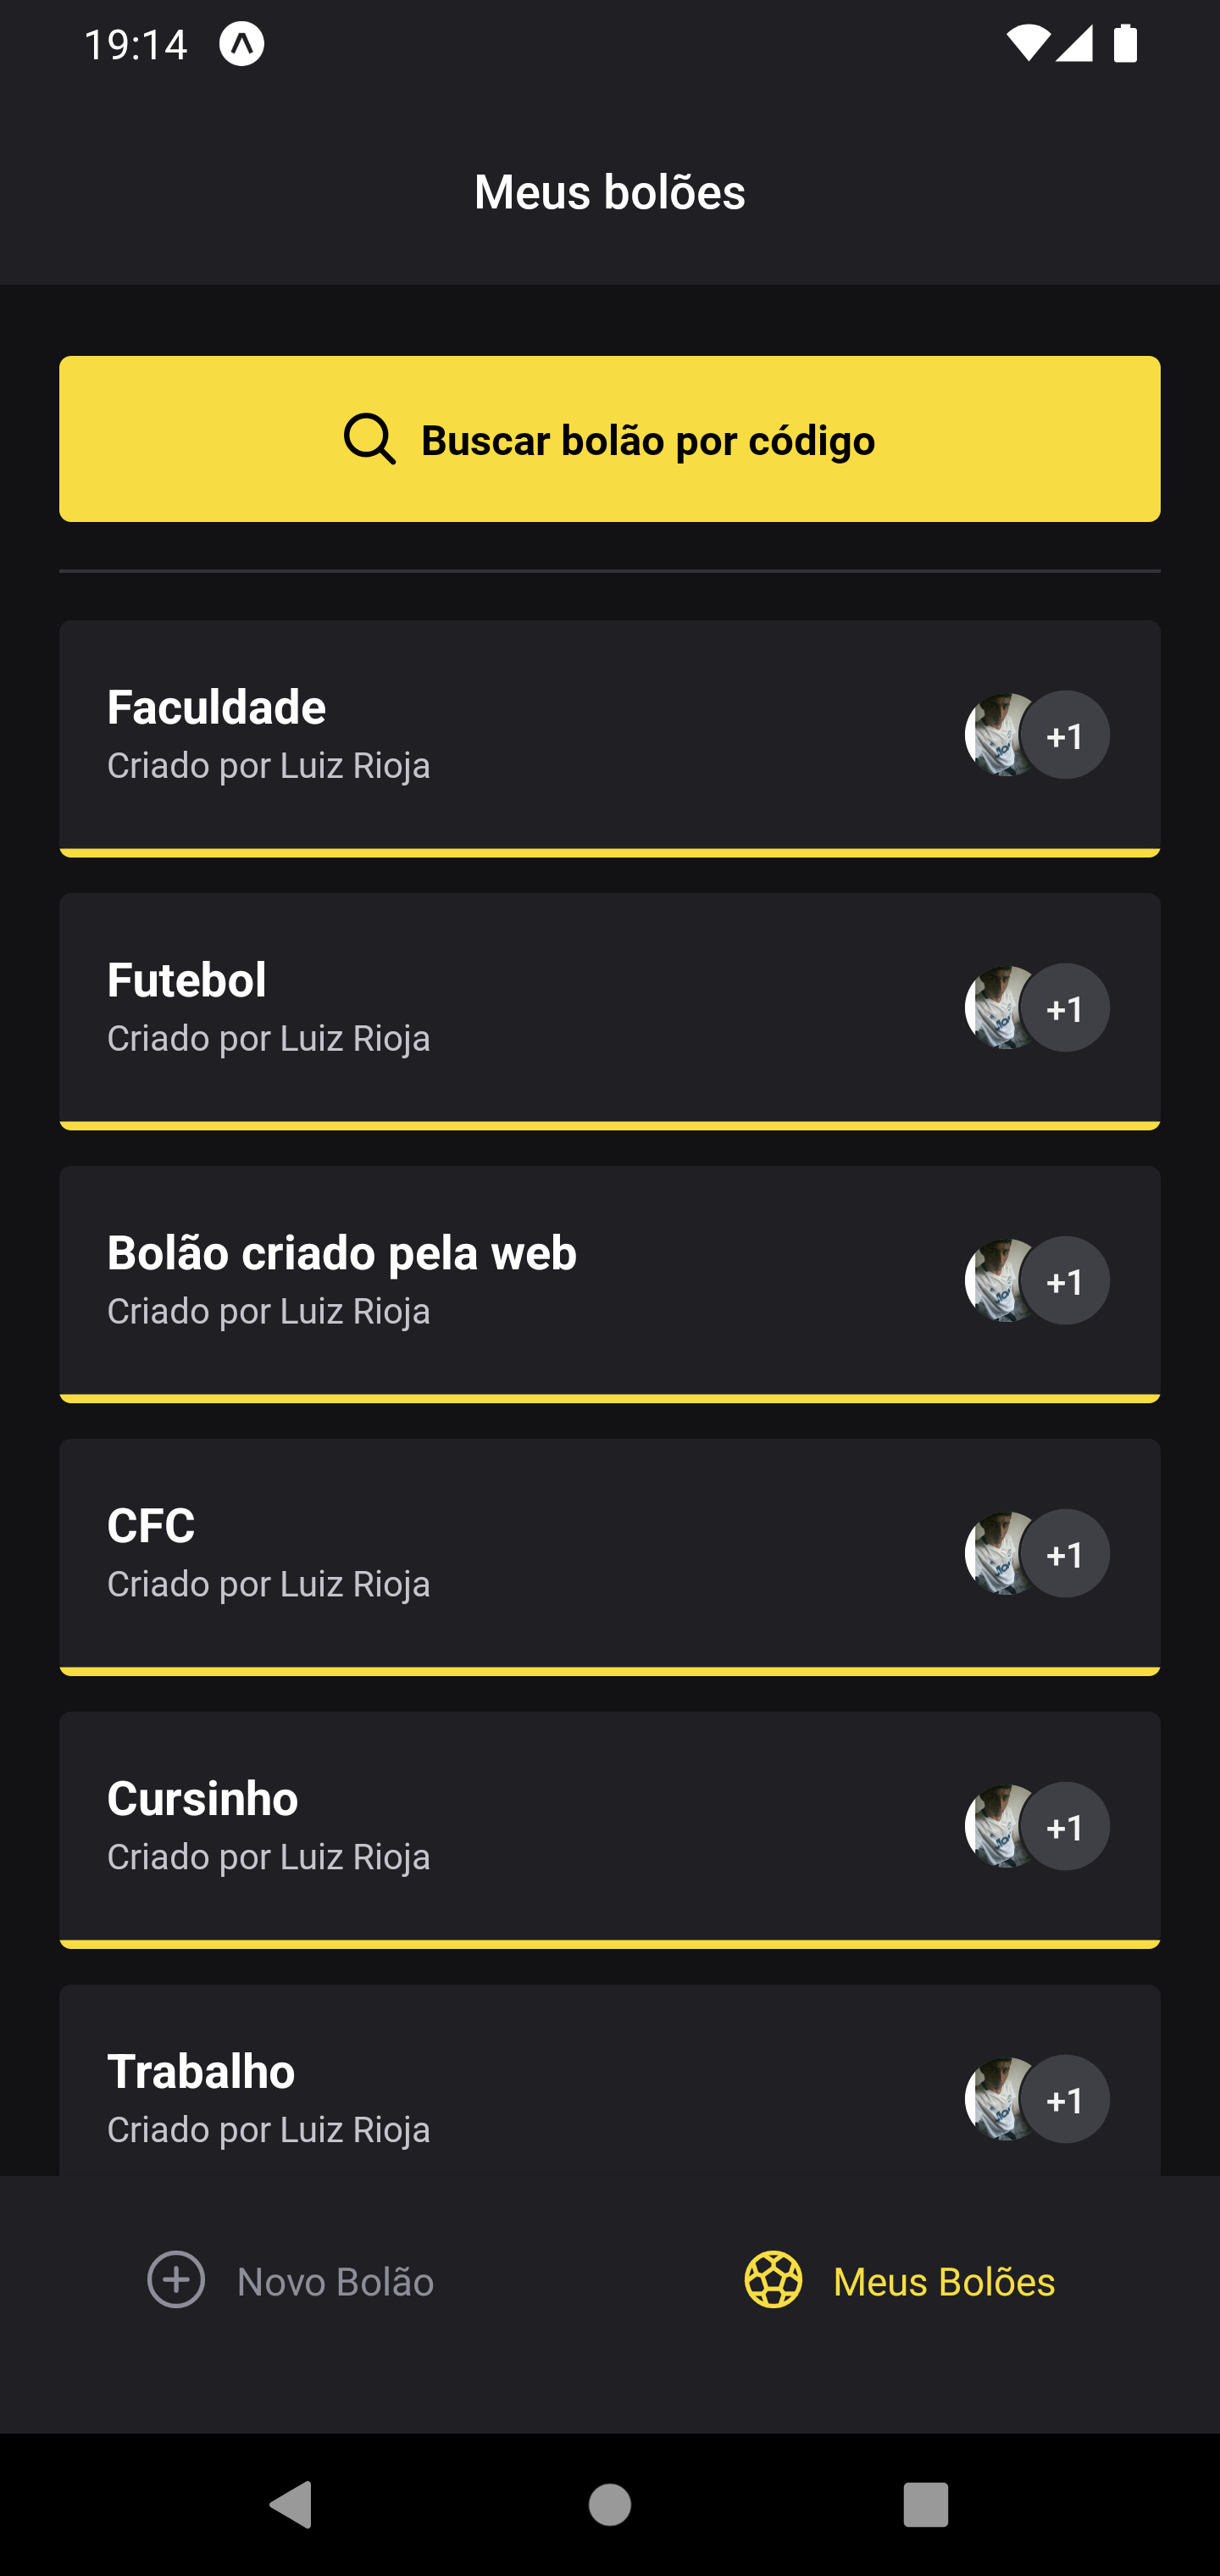 19:14
Meus bolões
Buscar bolão por código
Faculdade
Criado por Luiz Rioja
+1
Futebol
Criado por Luiz Rioja
+1
Bolão criado pela web
Criado por Luiz Rioja
+1
CFC
Criado por Luiz Rioja
+1
Cursinho
Criado por Luiz Rioja
+1
Trabalho
Criado por Luiz Rioja
+1
Novo Bolão
Meus Bolões